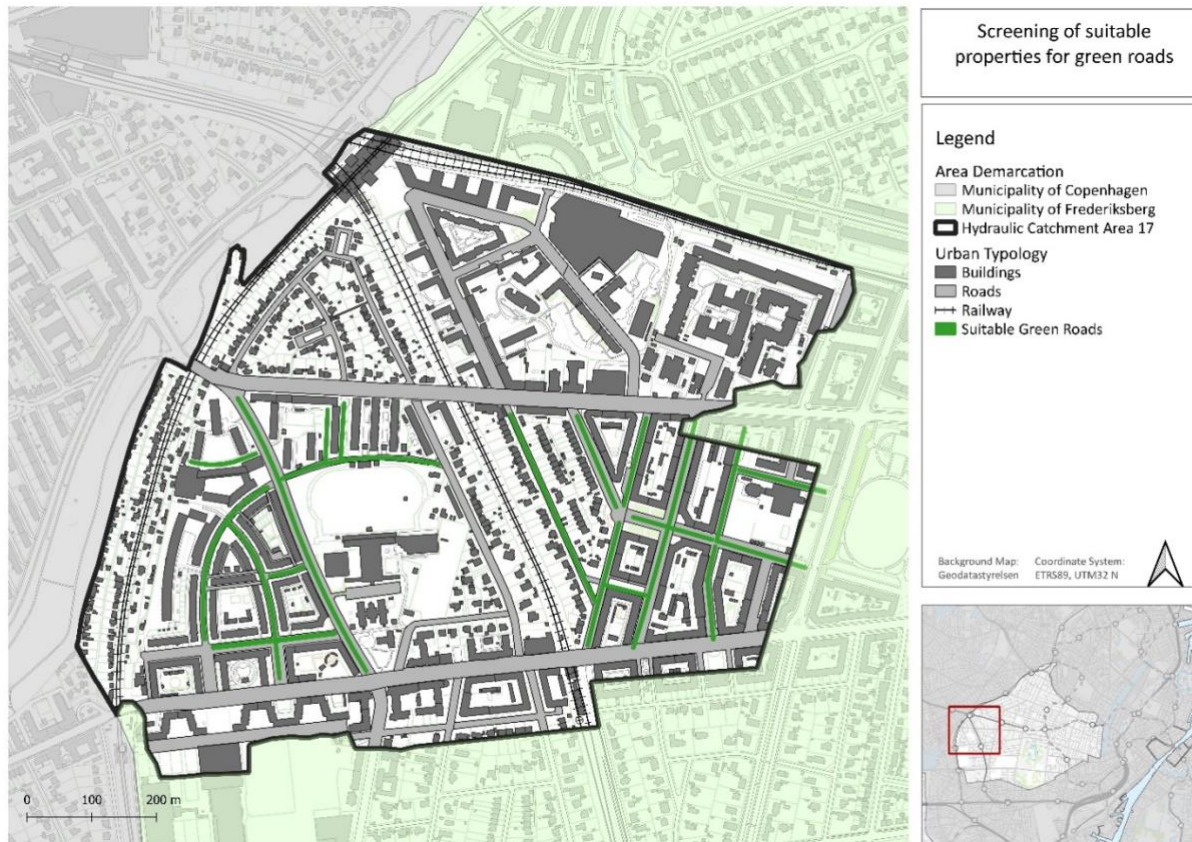 Screening of suitable
properties for green roads
Legend
Area Demarcation
Municipality of Copenhagen
Municipality of Frederiksberg
Hydraulic Catchment Area 17
Urban Typology
Buildings
Roads
Railway
Suitable Green Roads
Background Map: Coordinate System:
Geodatastyrelsen ETRS89, UTM32 N
0 100 200 m